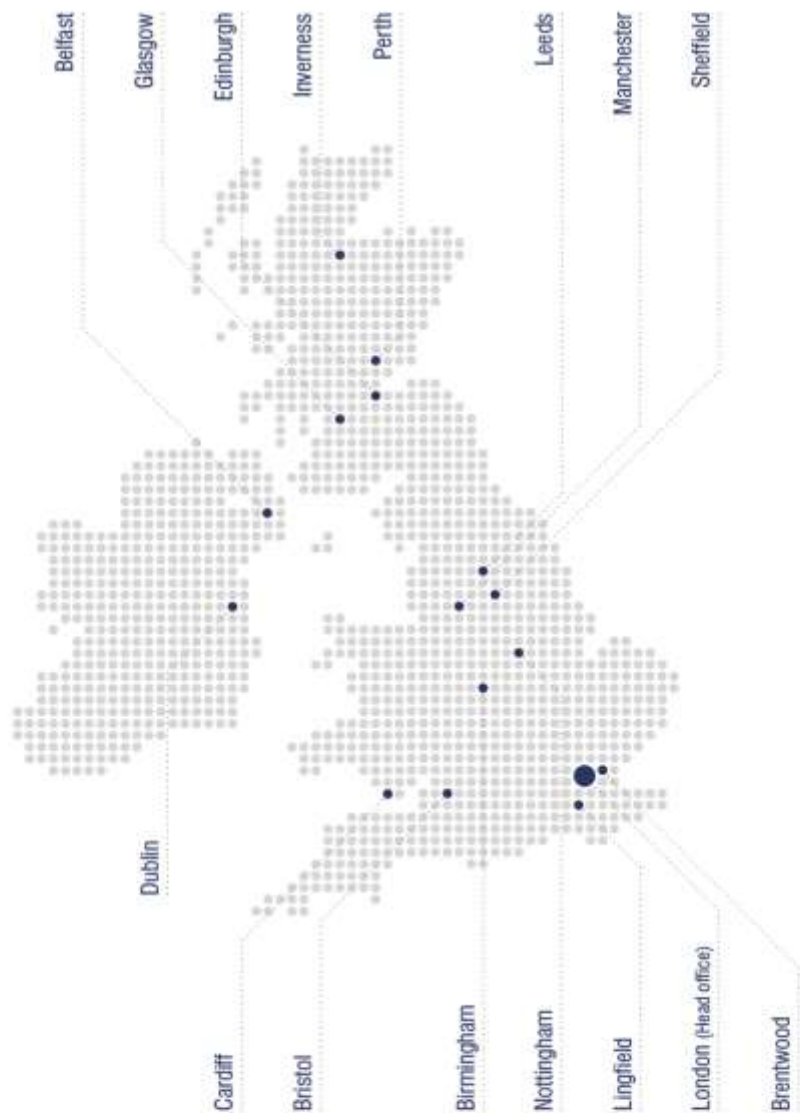 Belfast
Glasgow
Edinburgh
Inverness
Perth
Leeds
Manchester
Sheffield
Dublin
Cardiff
Bristol
Birmingham
Nottingham
Lingfield
London (Head office)
Brentwood